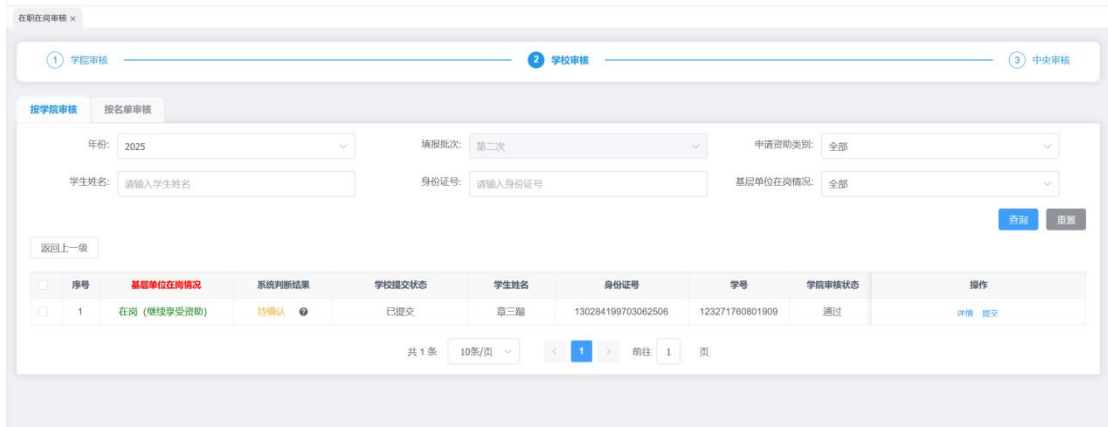 在职在岗审核 ×
1 学院审核 2 学校审核 3 中央审核
按学院审核 按名单审核
年份: 2025 填报批次: 第二次 申请资助类别: 全部
学生姓名: 请输入学生姓名 身份证号: 请输入身份证号 基层单位在岗情况: 全部
查询 重置
返回上一级
序号 基层单位在岗情况 系统判断结果 学校提交状态 学生姓名 身份证号 学号 学院审核状态 操作
1 在岗 (继续享受资助) 待确认 ? 已提交 章三蹦 130284199703062506 123271760801909 通过 详情 提交
共 1 条 10条/页 < 1 > 前往 1 页